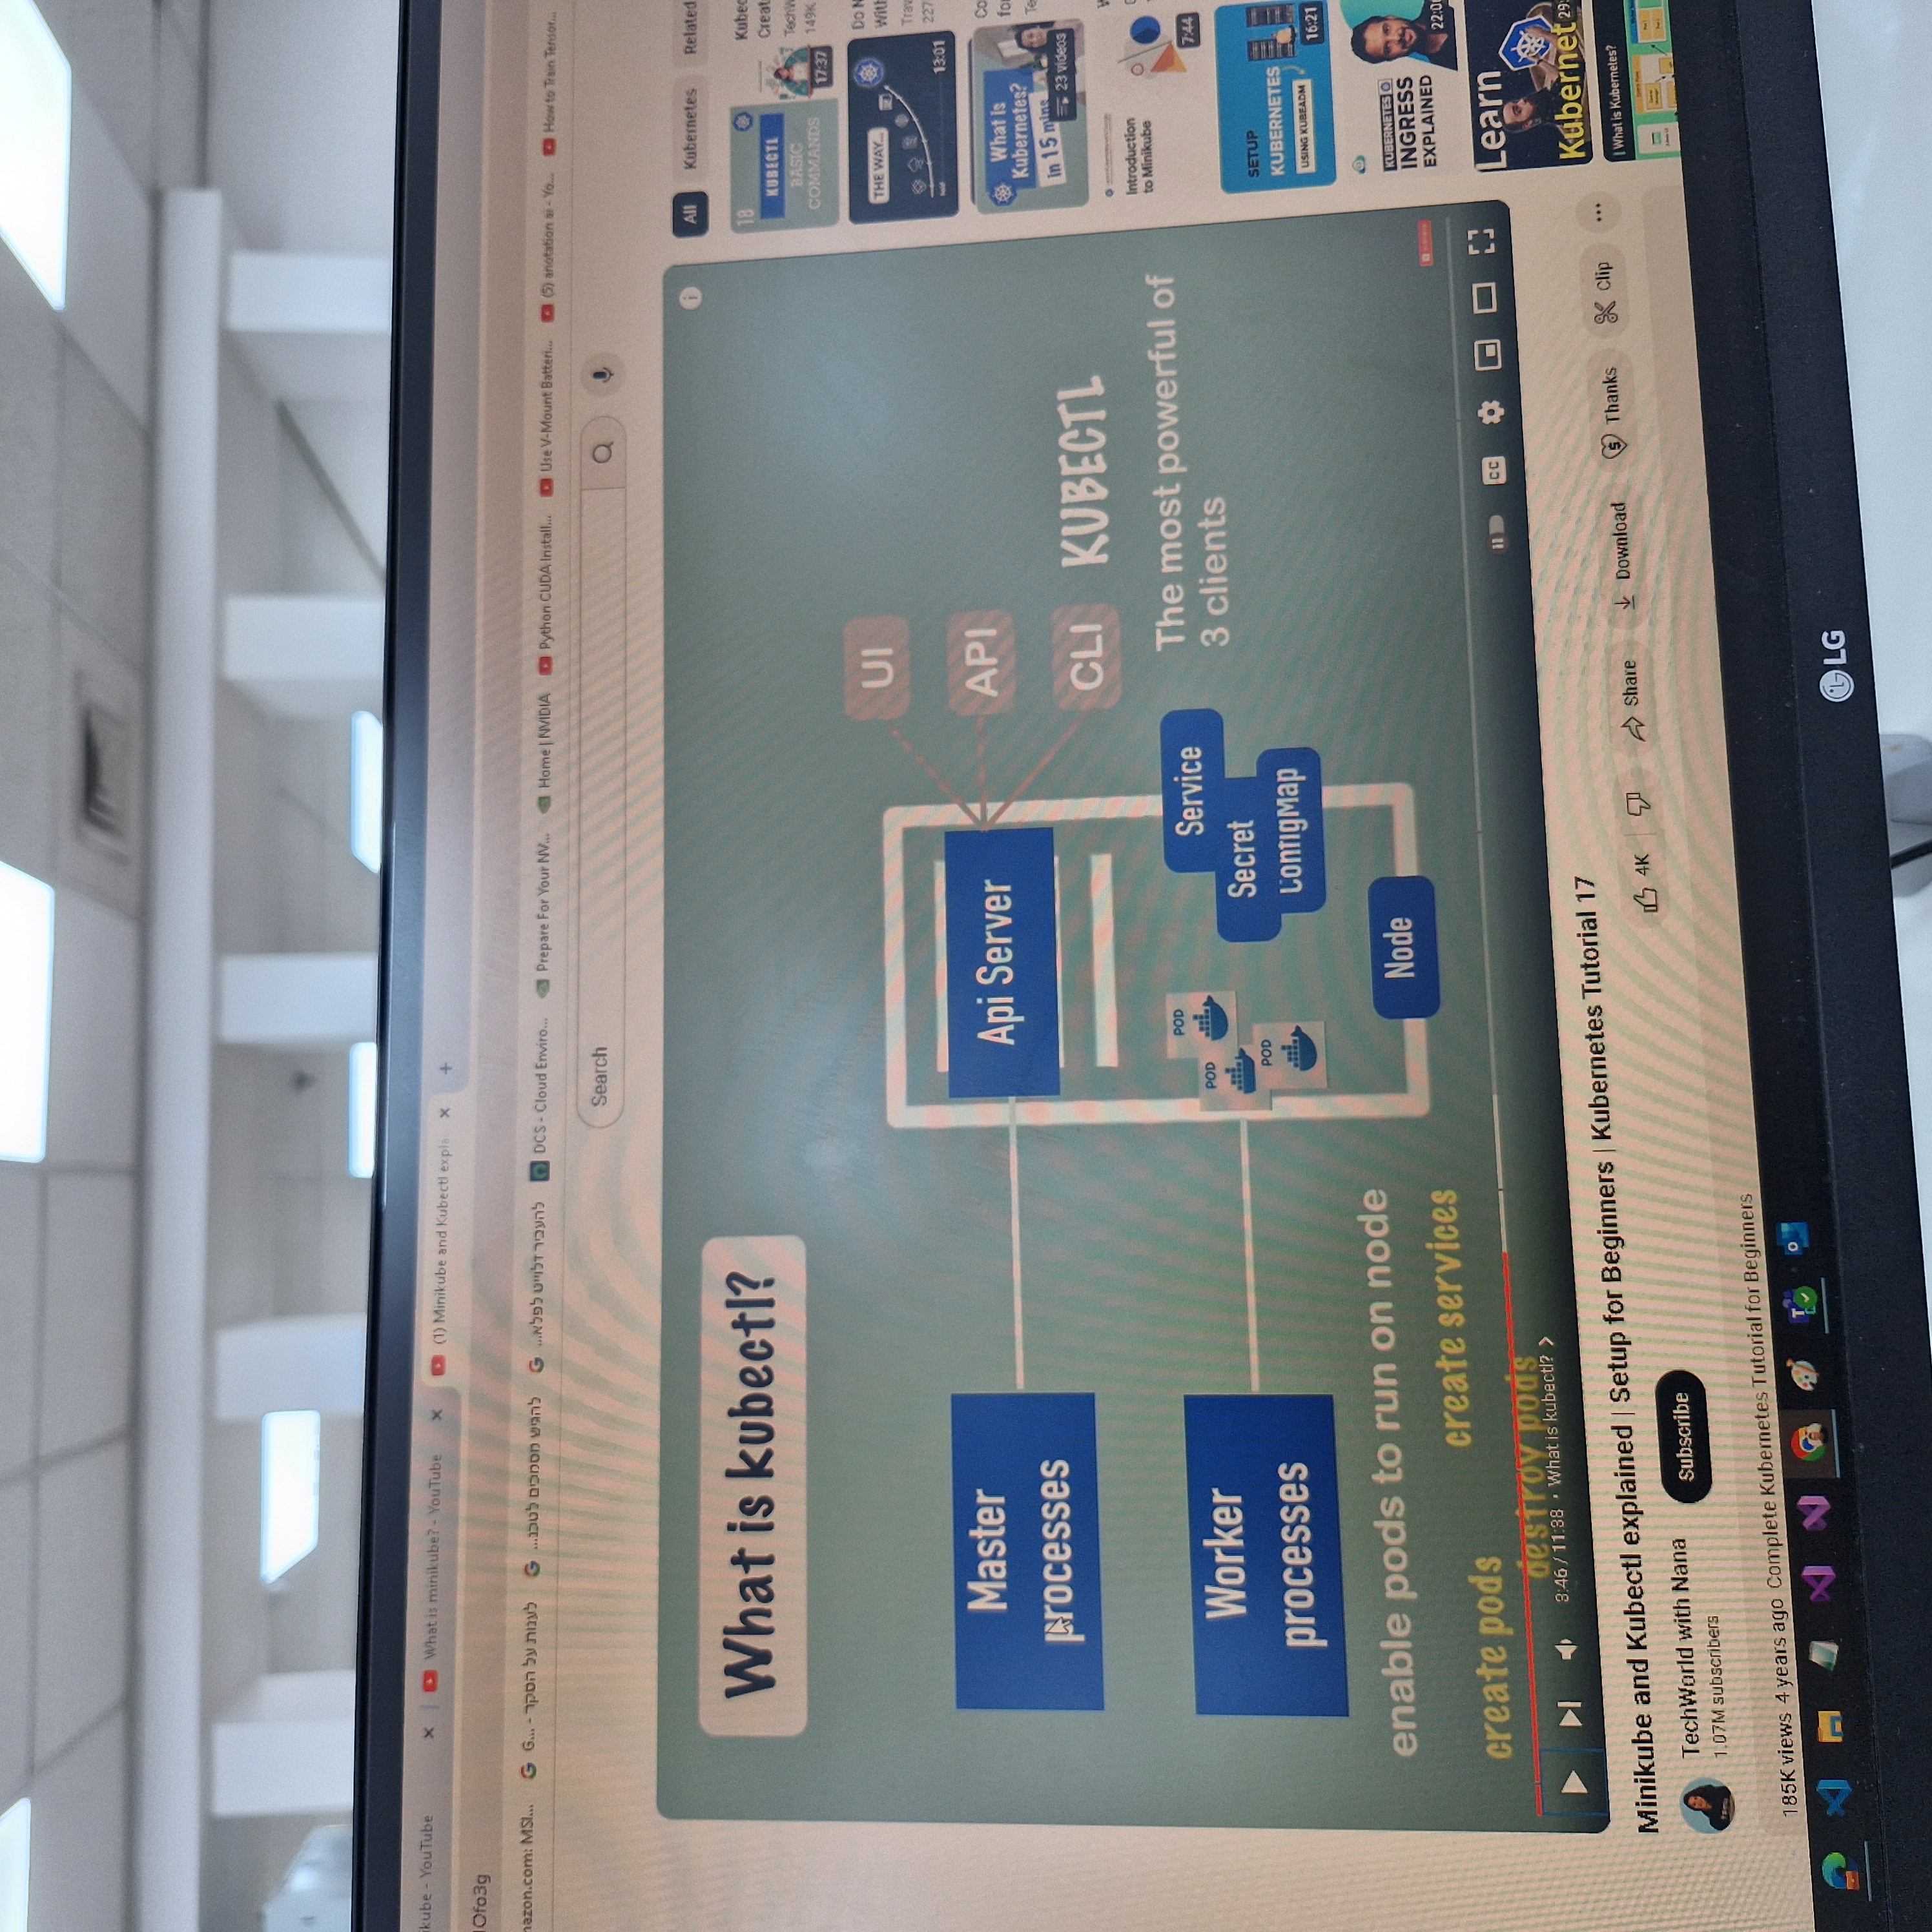 ikube - YouTube
What is minikube? - YouTube
(1) Minikube and Kubectl expla
1Ofo3g
mazon.com: MSI...
G... - לענות על הסקר
להגיש מסמכים לטכנ...
להעביר דלוייט לפלא...
DCS - Cloud Enviro...
Prepare For Your NV...
Home | NVIDIA
Python CUDA Install...
Use V-Mount Batteri...
(5) anotation ai - Yo...
How to Train Tensor...
Search
What is kubectl?
Master
processes
Worker
processes
enable pods to run on node
create services
create pods
destroy pods
Api Server
UI
API
CLI
KUBECTL
The most powerful of
3 clients
POD
POD
POD
Service
Secret
ConfigMap
Node
3:46 / 11:38 • What is kubectl?
CC
Minikube and Kubectl explained | Setup for Beginners | Kubernetes Tutorial 17
TechWorld with Nana
1.07M subscribers
Subscribe
4K
Share
Download
Thanks
Clip
185K views 4 years ago Complete Kubernetes Tutorial for Beginners
All
Kubernetes
Related
18
KUBECTL
BASIC
COMMANDS
17:37
Kubec
Creat
TechW
149K
THE WAY...
13:01
Do N
With
Trav
227
What is
Kubernetes?
in 15 mins
23 videos
Co
fo
Te
Introduction
to Minikube
7:44
SETUP
KUBERNETES
USING KUBEADM
16:21
KUBERNETES
INGRESS
EXPLAINED
22:0
Learn
Kubernet
29:
What is Kubernetes?
LG